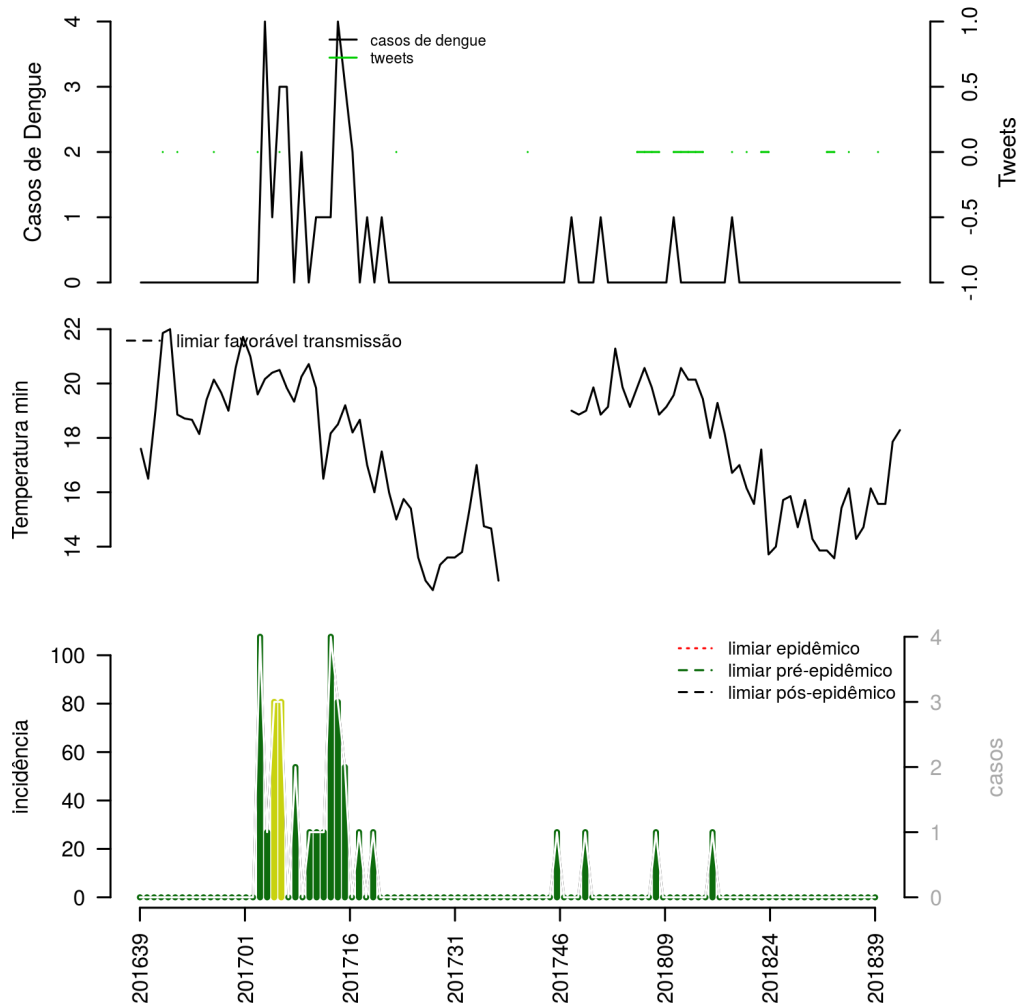 casos de dengue
tweets
Casos de Dengue
0 1 2 3 4
Tweets
-1.0 -0.5 0.0 0.5 1.0
limiar favorável transmissão
Temperatura min
14 16 18 20 22
limiar epidêmico
limiar pré-epidêmico
limiar pós-epidêmico
incidência
0 20 40 60 80 100
casos
0 1 2 3 4
201639 201701 201716 201731 201746 201809 201824 201839